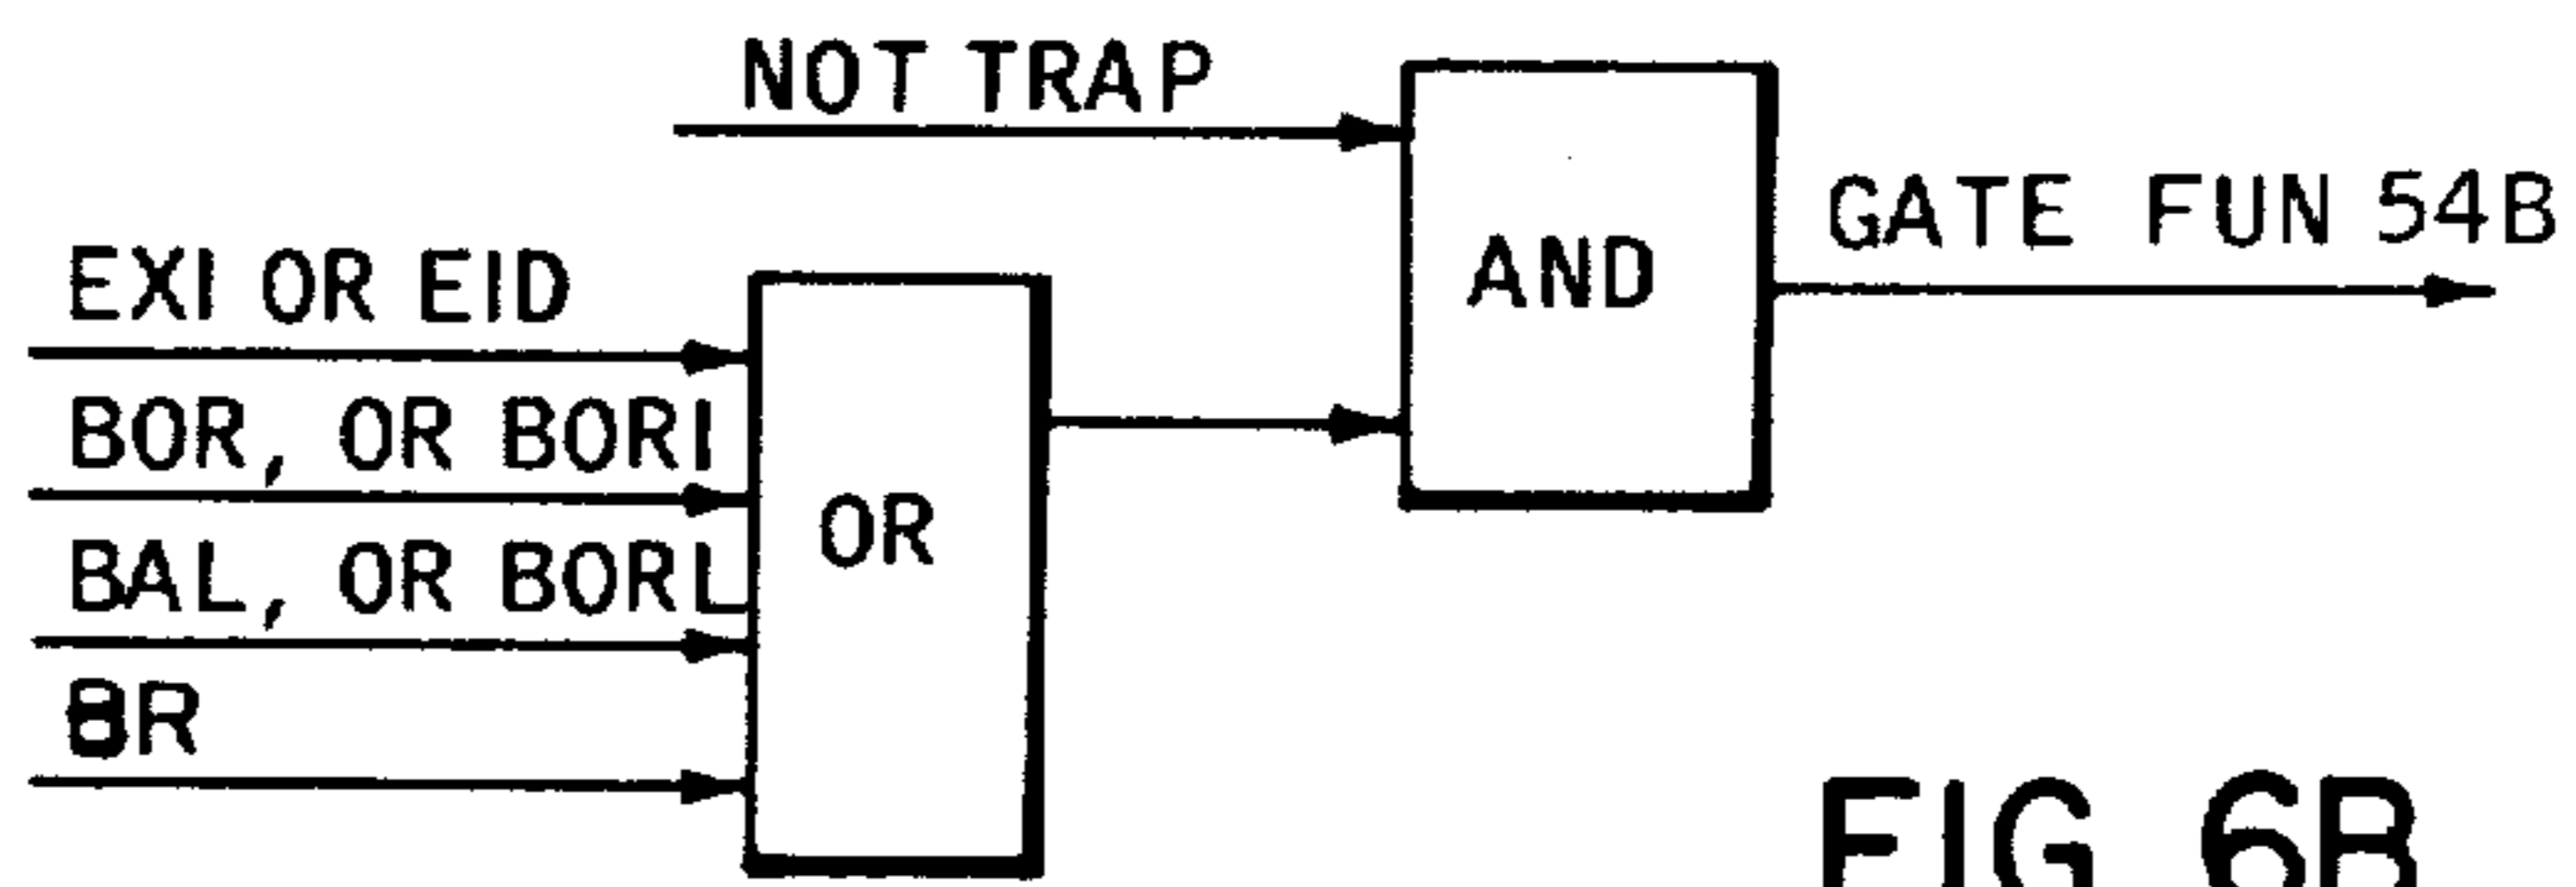 NOT TRAP
AND
GATE FUN 54B
EXI OR EID
BOR, OR BORI
BAL, OR BORL
BR
OR
FIG 6B